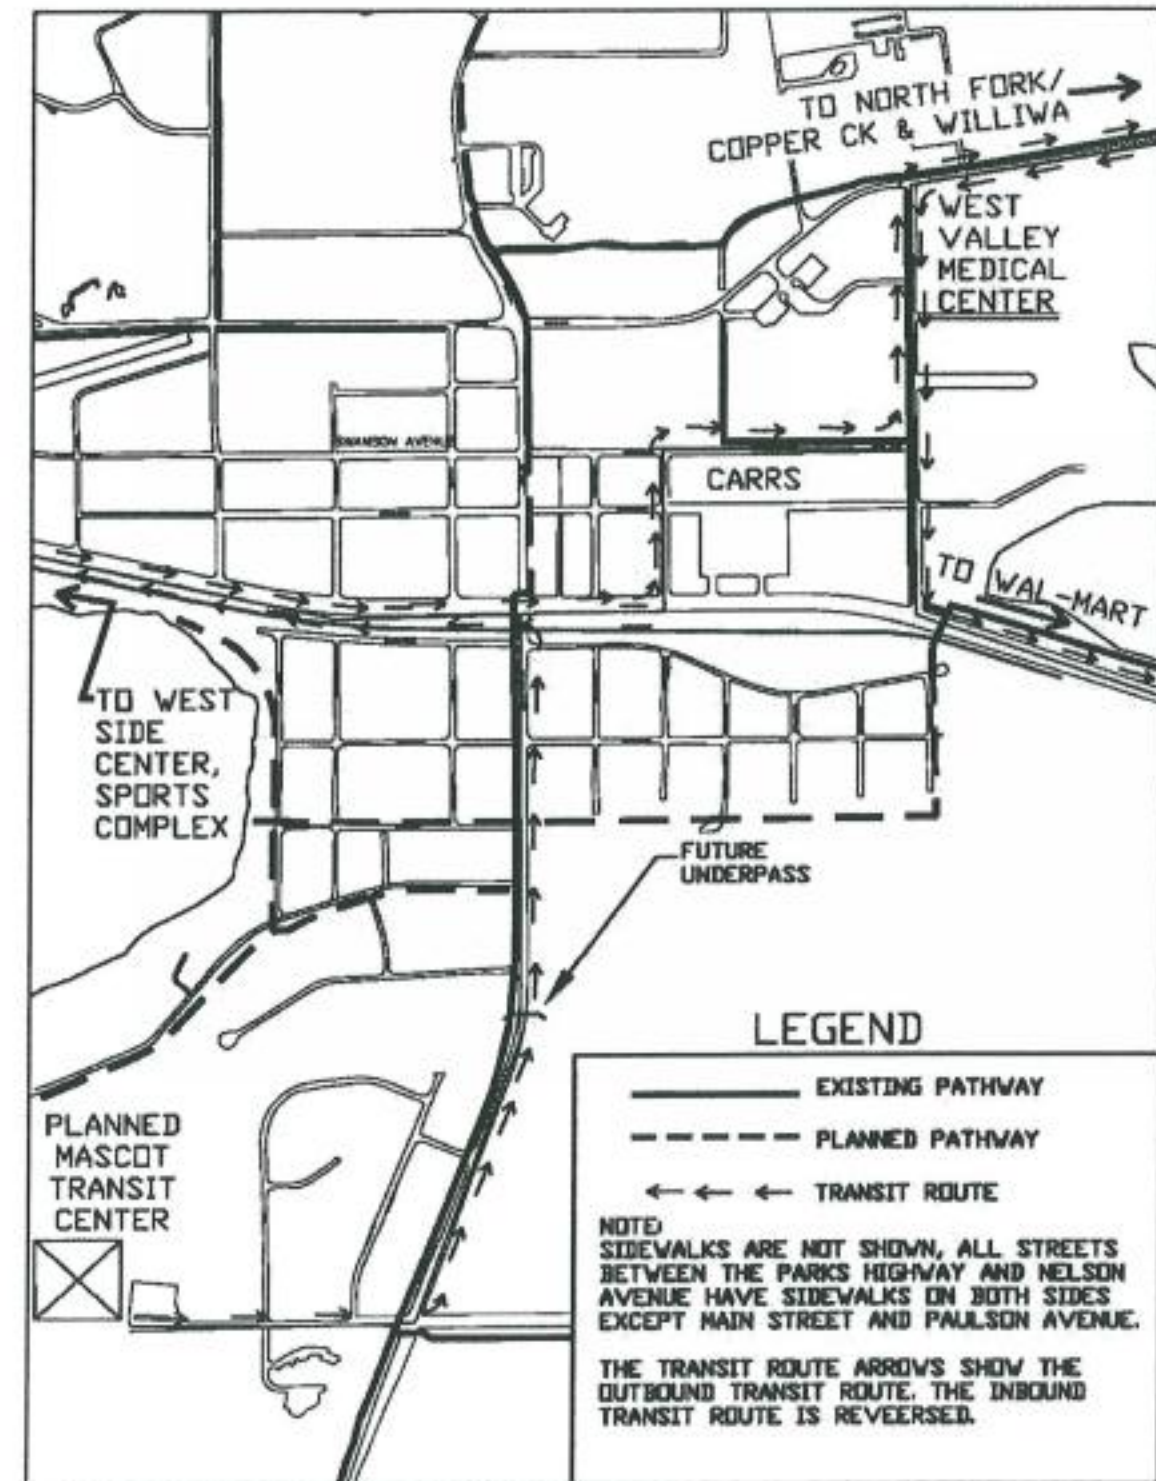 TO NORTH FORK/
COPPER CK & WILLIWA
WEST
VALLEY
MEDICAL
CENTER
SWANSON AVENUE
CARRS
TO WAL-MART
TO WEST
SIDE
CENTER,
SPORTS
COMPLEX
FUTURE
UNDERPASS
PLANNED
MASCOT
TRANSIT
CENTER
LEGEND
EXISTING PATHWAY
PLANNED PATHWAY
TRANSIT ROUTE
NOTE:
SIDEWALKS ARE NOT SHOWN, ALL STREETS
BETWEEN THE PARKS HIGHWAY AND NELSON
AVENUE HAVE SIDEWALKS ON BOTH SIDES
EXCEPT MAIN STREET AND PAULSON AVENUE.
THE TRANSIT ROUTE ARROWS SHOW THE
OUTBOUND TRANSIT ROUTE. THE INBOUND
TRANSIT ROUTE IS REVEERSED.